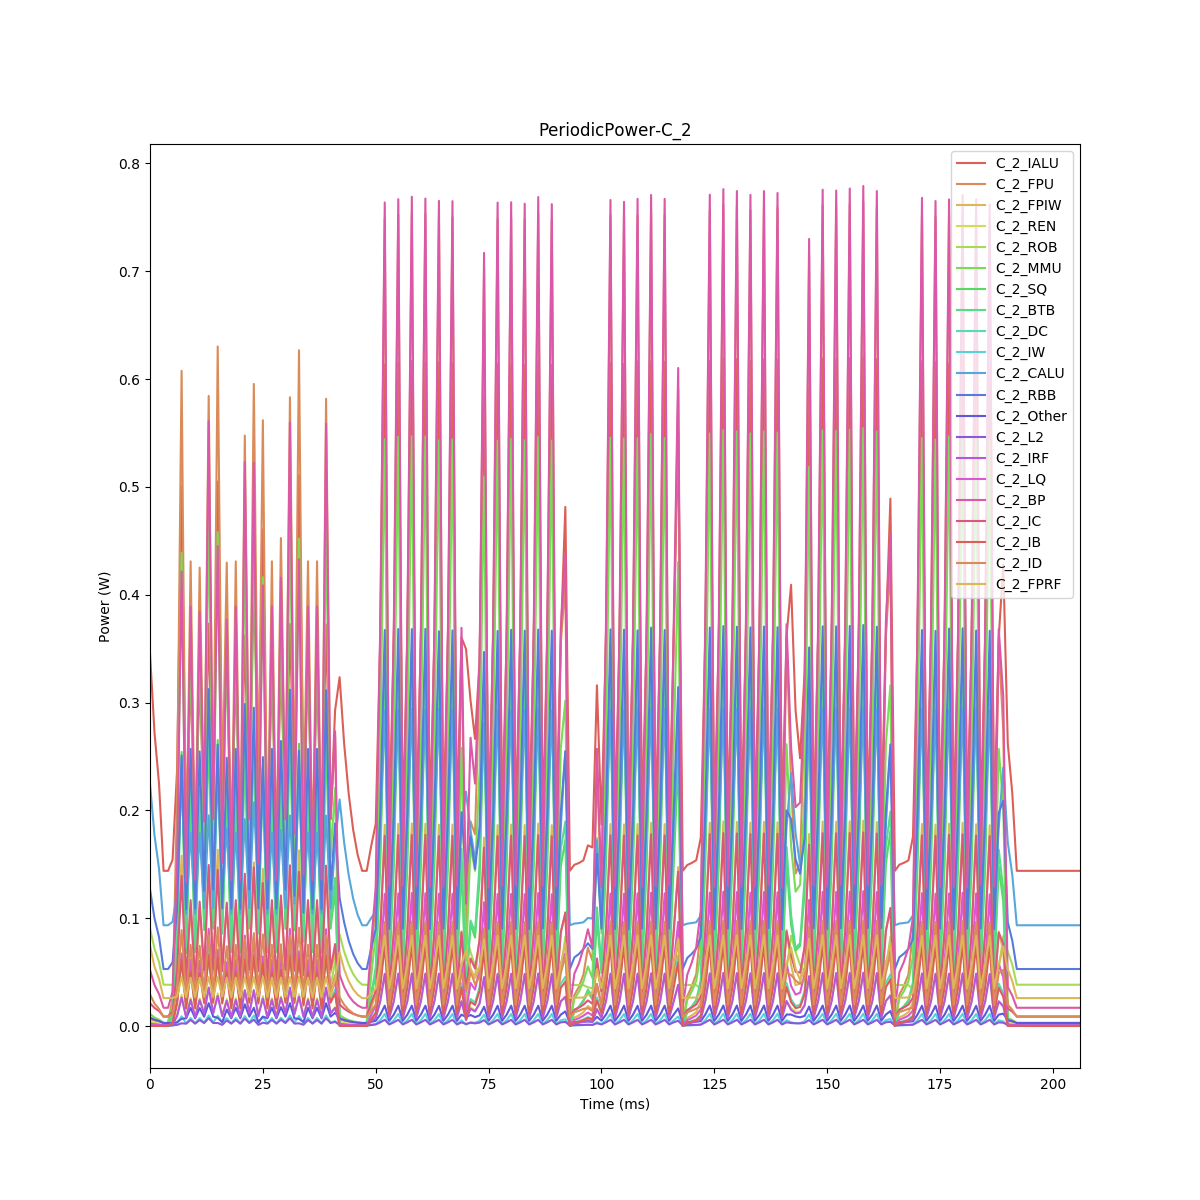 PeriodicPower-C_2
Power (W)
0.8
0.7
0.6
0.5
0.4
0.3
0.2
0.1
0.0
0
25
50
75
100
125
150
175
200
Time (ms)
C_2_IALU
C_2_FPU
C_2_FPIW
C_2_REN
C_2_ROB
C_2_MMU
C_2_SQ
C_2_BTB
C_2_DC
C_2_IW
C_2_CALU
C_2_RBB
C_2_Other
C_2_L2
C_2_IRF
C_2_LQ
C_2_BP
C_2_IC
C_2_IB
C_2_ID
C_2_FPRF